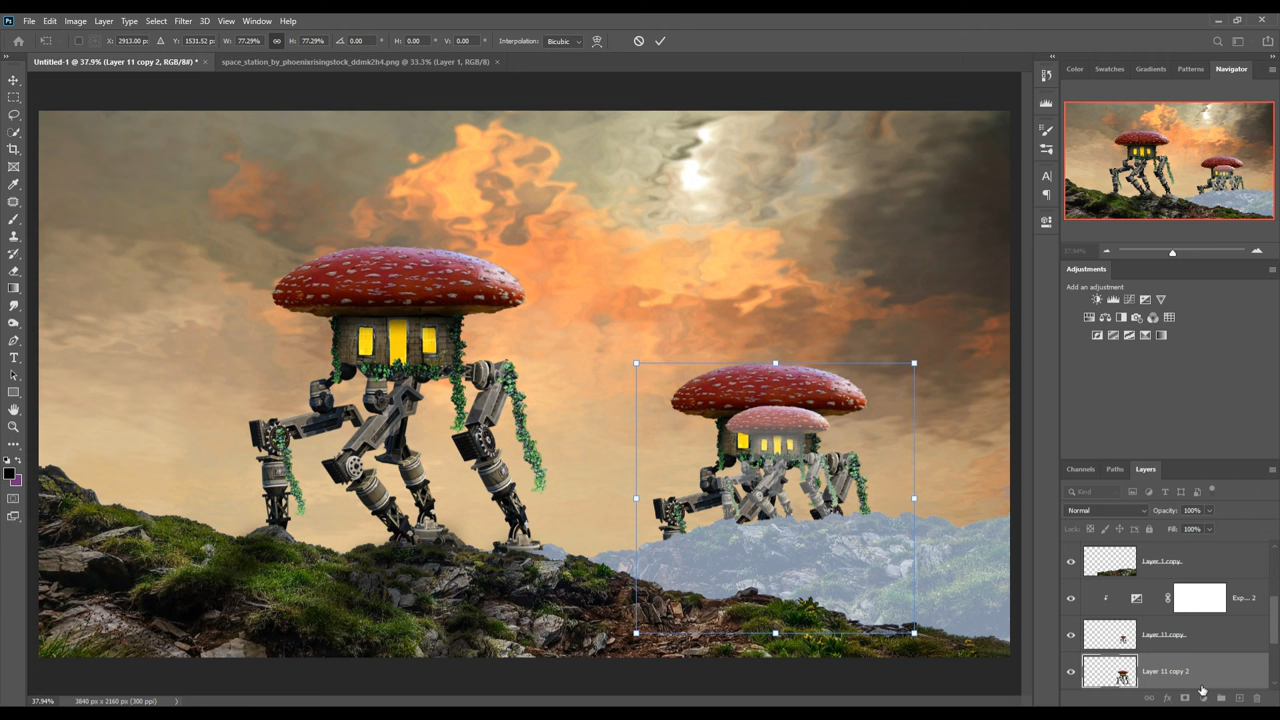 Ps File Edit Image Layer Type Select Filter 3D View Window Help
X: 2913.00 px Y: 1531.52 px W: 77.29% H: 77.29% 0.00 ° H: 0.00 ° V: 0.00 ° Interpolation: Bicubic
Untitled-1 @ 37.9% (Layer 11 copy 2, RGB/8#) * × space_station_by_phoenixrisingstock_ddmk2h4.png @ 33.3% (Layer 1, RGB/8) ×
Color Swatches Gradients Patterns Navigator
37.94%
Adjustments
Add an adjustment
Channels Paths Layers
Kind
Normal Opacity: 100%
Lock: Fill: 100%
Layer 1 copy
Exp... 2
Layer 11 copy
Layer 11 copy 2
37.94% 3840 px x 2160 px (300 ppi)